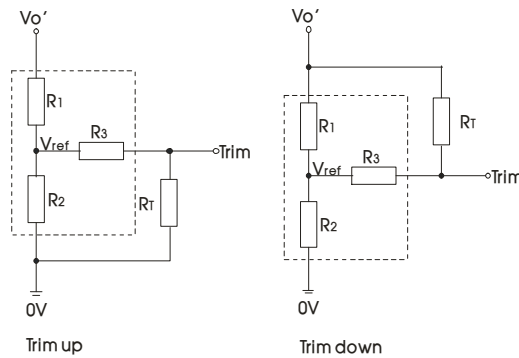 Vo’
R1
Vref
R3
Trim
R2
RT
0V
Trim up
Vo’
R1
RT
Vref
R3
Trim
R2
0V
Trim down